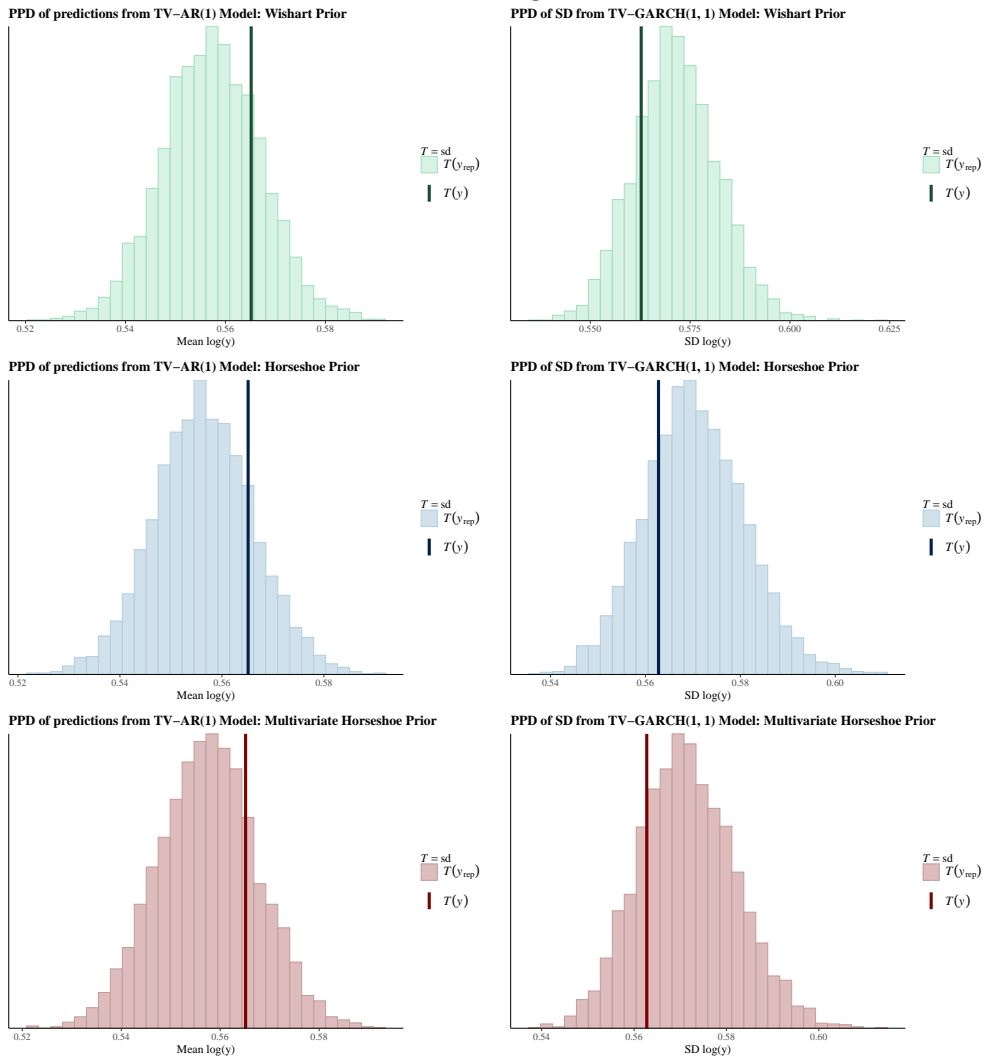 PPD of predictions from TV−AR(1) Model: Wishart Prior
T = sd
T(yrep)
T(y)
0.52 0.54 0.56 0.58
Mean log(y)
PPD of SD from TV−GARCH(1, 1) Model: Wishart Prior
T = sd
T(yrep)
T(y)
0.550 0.575 0.600 0.625
SD log(y)
PPD of predictions from TV−AR(1) Model: Horseshoe Prior
T = sd
T(yrep)
T(y)
0.52 0.54 0.56 0.58
Mean log(y)
PPD of SD from TV−GARCH(1, 1) Model: Horseshoe Prior
T = sd
T(yrep)
T(y)
0.54 0.56 0.58 0.60
SD log(y)
PPD of predictions from TV−AR(1) Model: Multivariate Horseshoe Prior
T = sd
T(yrep)
T(y)
0.52 0.54 0.56 0.58
Mean log(y)
PPD of SD from TV−GARCH(1, 1) Model: Multivariate Horseshoe Prior
T = sd
T(yrep)
T(y)
0.54 0.56 0.58 0.60
SD log(y)